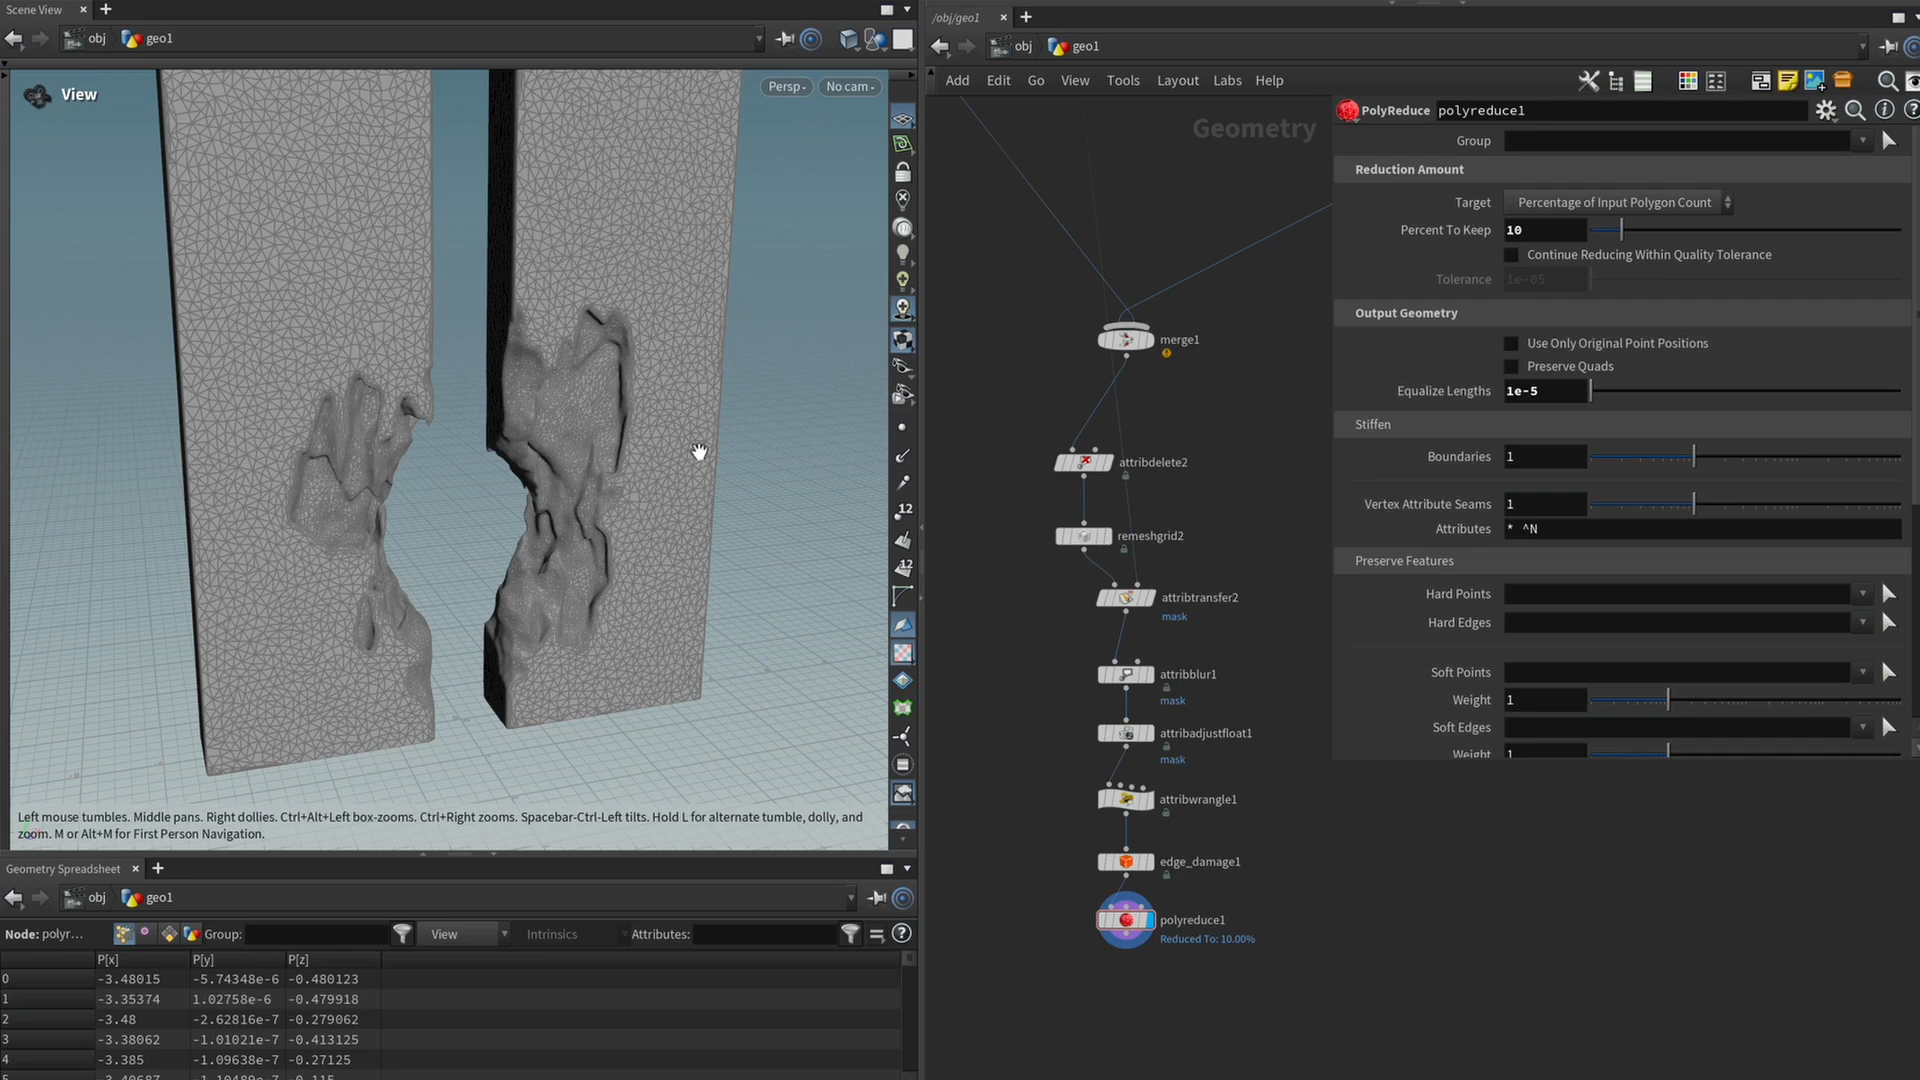 Scene View
obj
geo1
View
Persp
No cam
12
12
Left mouse tumbles. Middle pans. Right dollies. Ctrl+Alt+Left box-zooms. Ctrl+Right zooms. Spacebar-Ctrl-Left tilts. Hold L for alternate tumble, dolly, and
zoom. M or Alt+M for First Person Navigation.
Geometry Spreadsheet
obj
geo1
Node: polyr...
Group:
View
Intrinsics
Attributes:
P[x] P[y] P[z]
0 -3.48015 -5.74348e-6 -0.480123
1 -3.35374 1.02758e-6 -0.479918
2 -3.48 -2.62816e-7 -0.279062
3 -3.38062 -1.01021e-7 -0.413125
4 -3.385 -1.09638e-7 -0.27125
/obj/geo1
obj
geo1
Add Edit Go View Tools Layout Labs Help
Geometry
merge1
attribdelete2
remeshgrid2
attribtransfer2
mask
attribblur1
mask
attribadjustfloat1
mask
attribwrangle1
edge_damage1
polyreduce1
Reduced To: 10.00%
PolyReduce polyreduce1
Group
Reduction Amount
Target Percentage of Input Polygon Count
Percent To Keep 10
Continue Reducing Within Quality Tolerance
Tolerance 1e-05
Output Geometry
Use Only Original Point Positions
Preserve Quads
Equalize Lengths 1e-5
Stiffen
Boundaries 1
Vertex Attribute Seams 1
Attributes * ^N
Preserve Features
Hard Points
Hard Edges
Soft Points
Weight 1
Soft Edges
Weight 1